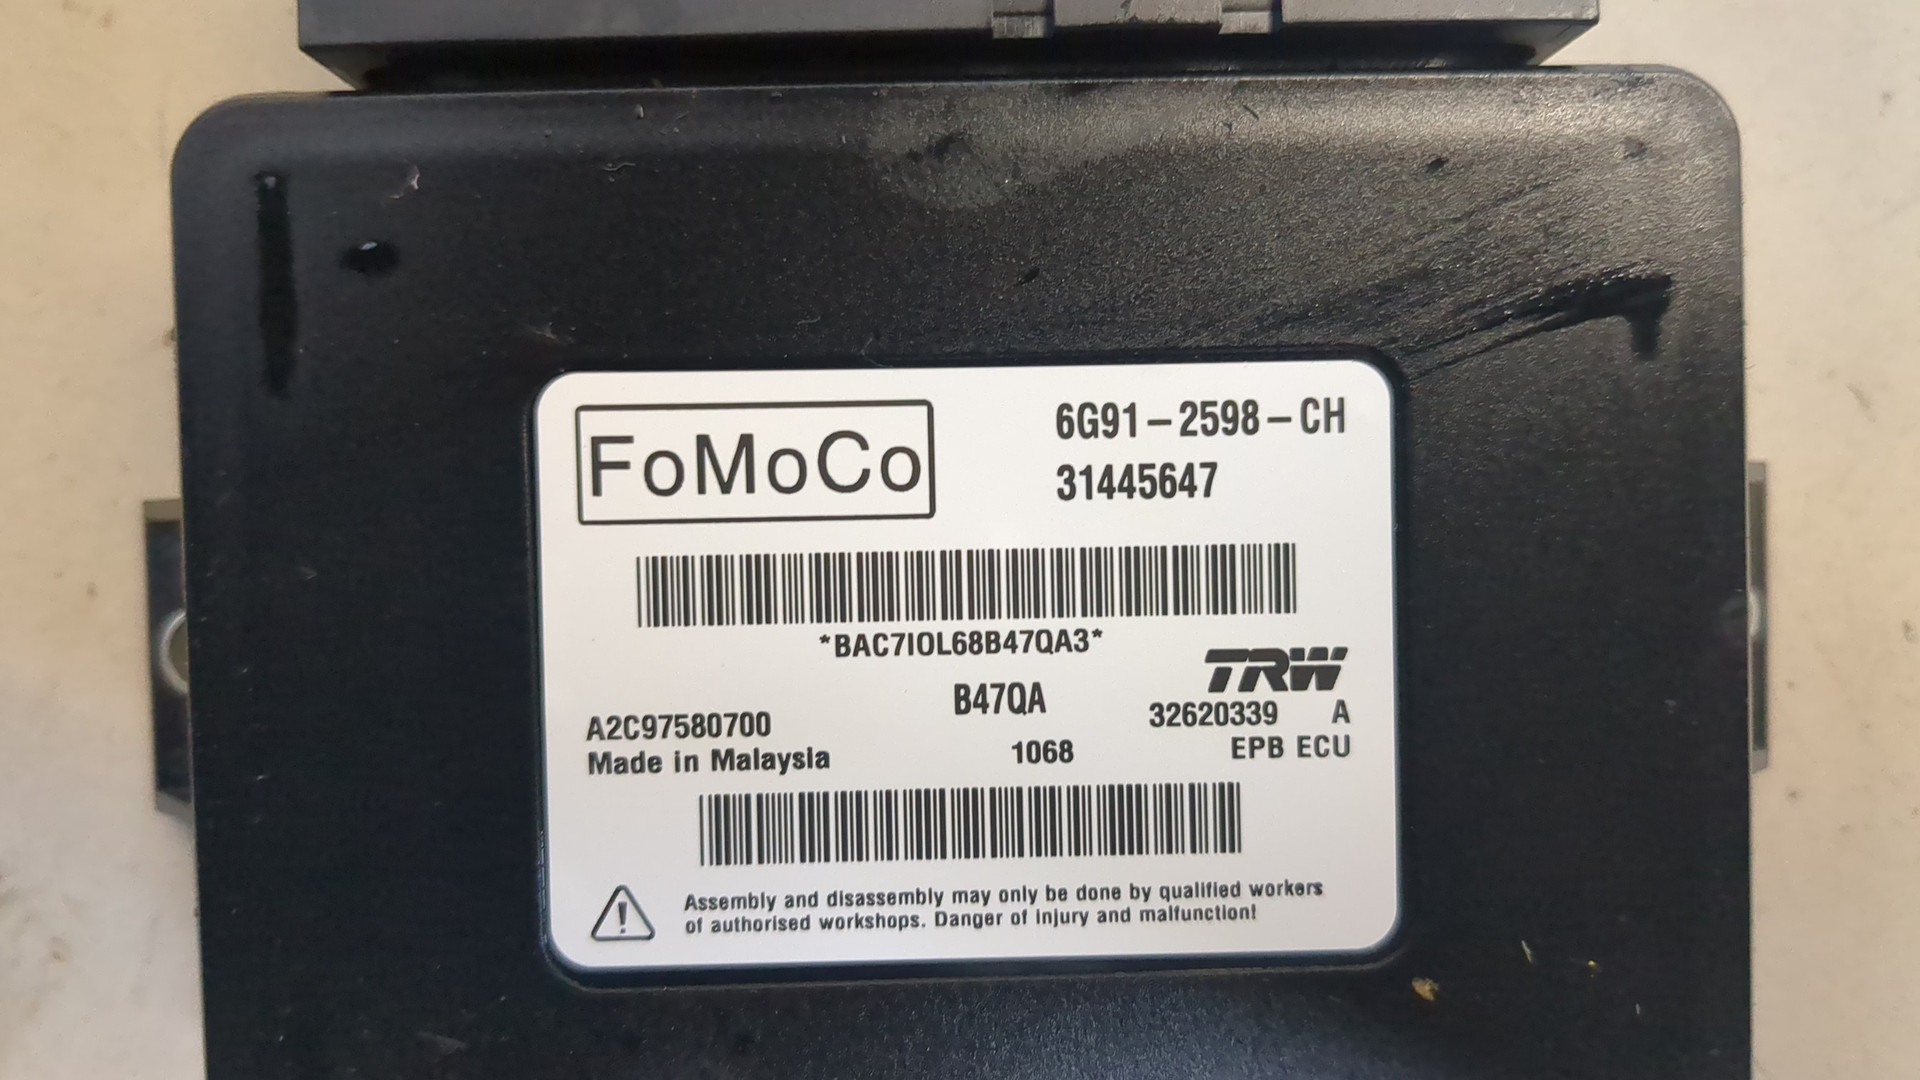 FoMoCo
6G91-2598-CH
31445647
*BAC7IOL68B47QA3*
TRW
B47QA
A2C97580700
32620339 A
Made in Malaysia
1068
EPB ECU
Assembly and disassembly may only be done by qualified workers
of authorised workshops. Danger of injury and malfunction!